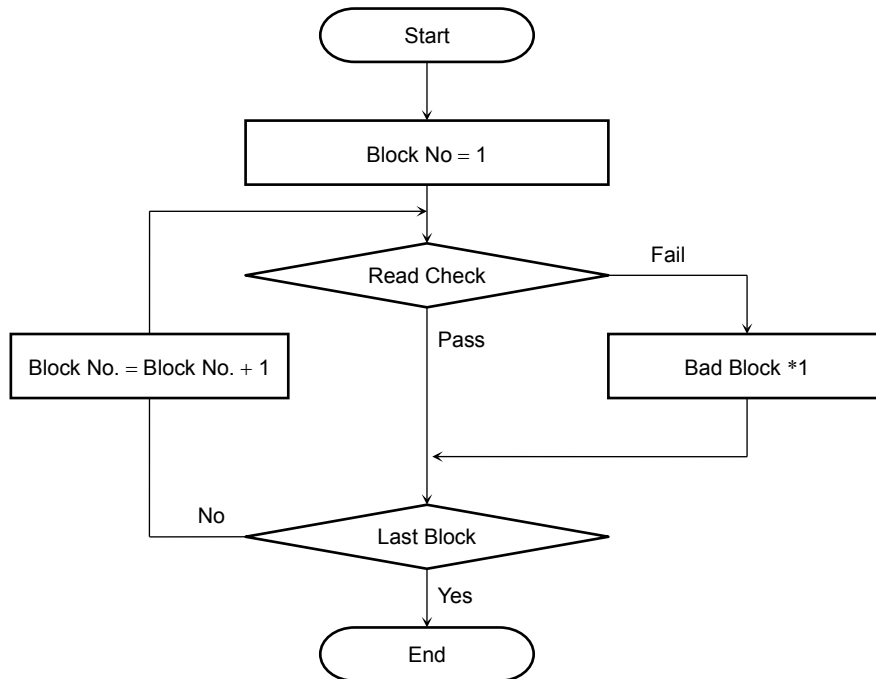 Start
Block No = 1
Read Check
Fail
Pass
Block No. = Block No. + 1
Bad Block *1
No
Last Block
Yes
End